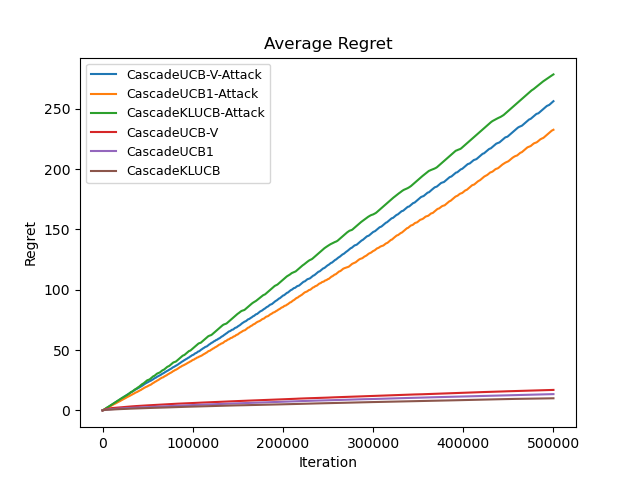 Average Regret
CascadeUCB-V-Attack
CascadeUCB1-Attack
CascadeKLUCB-Attack
CascadeUCB-V
CascadeUCB1
CascadeKLUCB
Regret
250
200
150
100
50
0
0 100000 200000 300000 400000 500000
Iteration